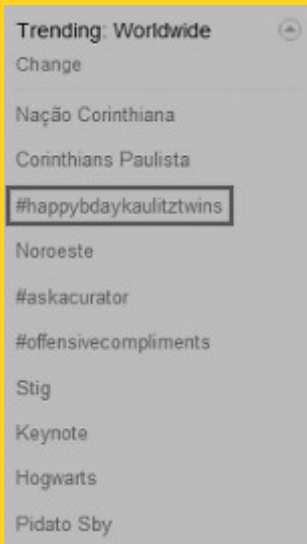 Trending: Worldwide
Change
Nação Corinthiana
Corinthians Paulista
#happybdaykaulitztwins
Noroeste
#askacurator
#offensivecompliments
Stig
Keynote
Hogwarts
Pidato Sby